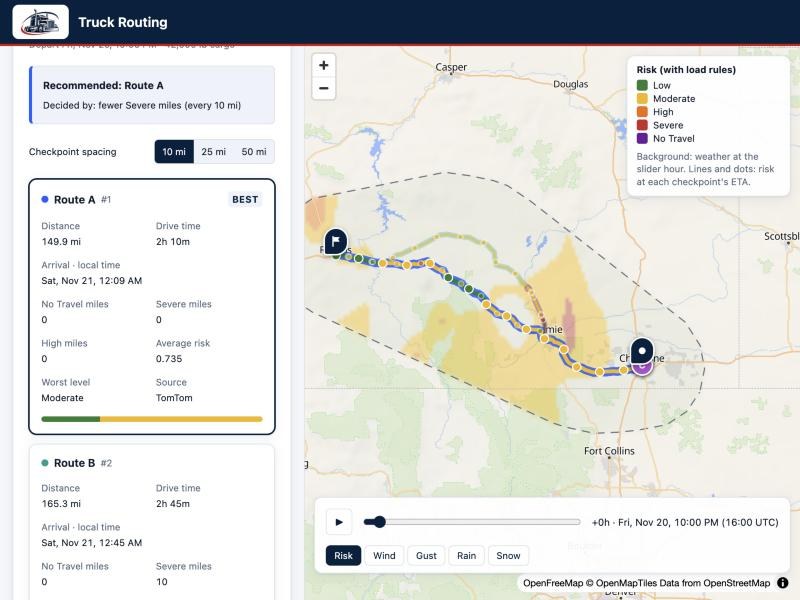 Truck Routing
Recommended: Route A
Decided by: fewer Severe miles (every 10 mi)
Checkpoint spacing
10 mi
25 mi
50 mi
Route A #1
BEST
Distance
Drive time
149.9 mi
2h 10m
Arrival · local time
Sat, Nov 21, 12:09 AM
No Travel miles
Severe miles
0
0
High miles
Average risk
0
0.735
Worst level
Source
Moderate
TomTom
Route B #2
Distance
Drive time
165.3 mi
2h 45m
Arrival · local time
Sat, Nov 21, 12:45 AM
No Travel miles
Severe miles
0
10
+
−
Casper
Douglas
Fort Collins
Risk (with load rules)
Low
Moderate
High
Severe
No Travel
Background: weather at the
slider hour. Lines and dots: risk
at each checkpoint's ETA.
+0h · Fri, Nov 20, 10:00 PM (16:00 UTC)
Risk
Wind
Gust
Rain
Snow
Boulder
Denver
OpenFreeMap © OpenMapTiles Data from OpenStreetMap